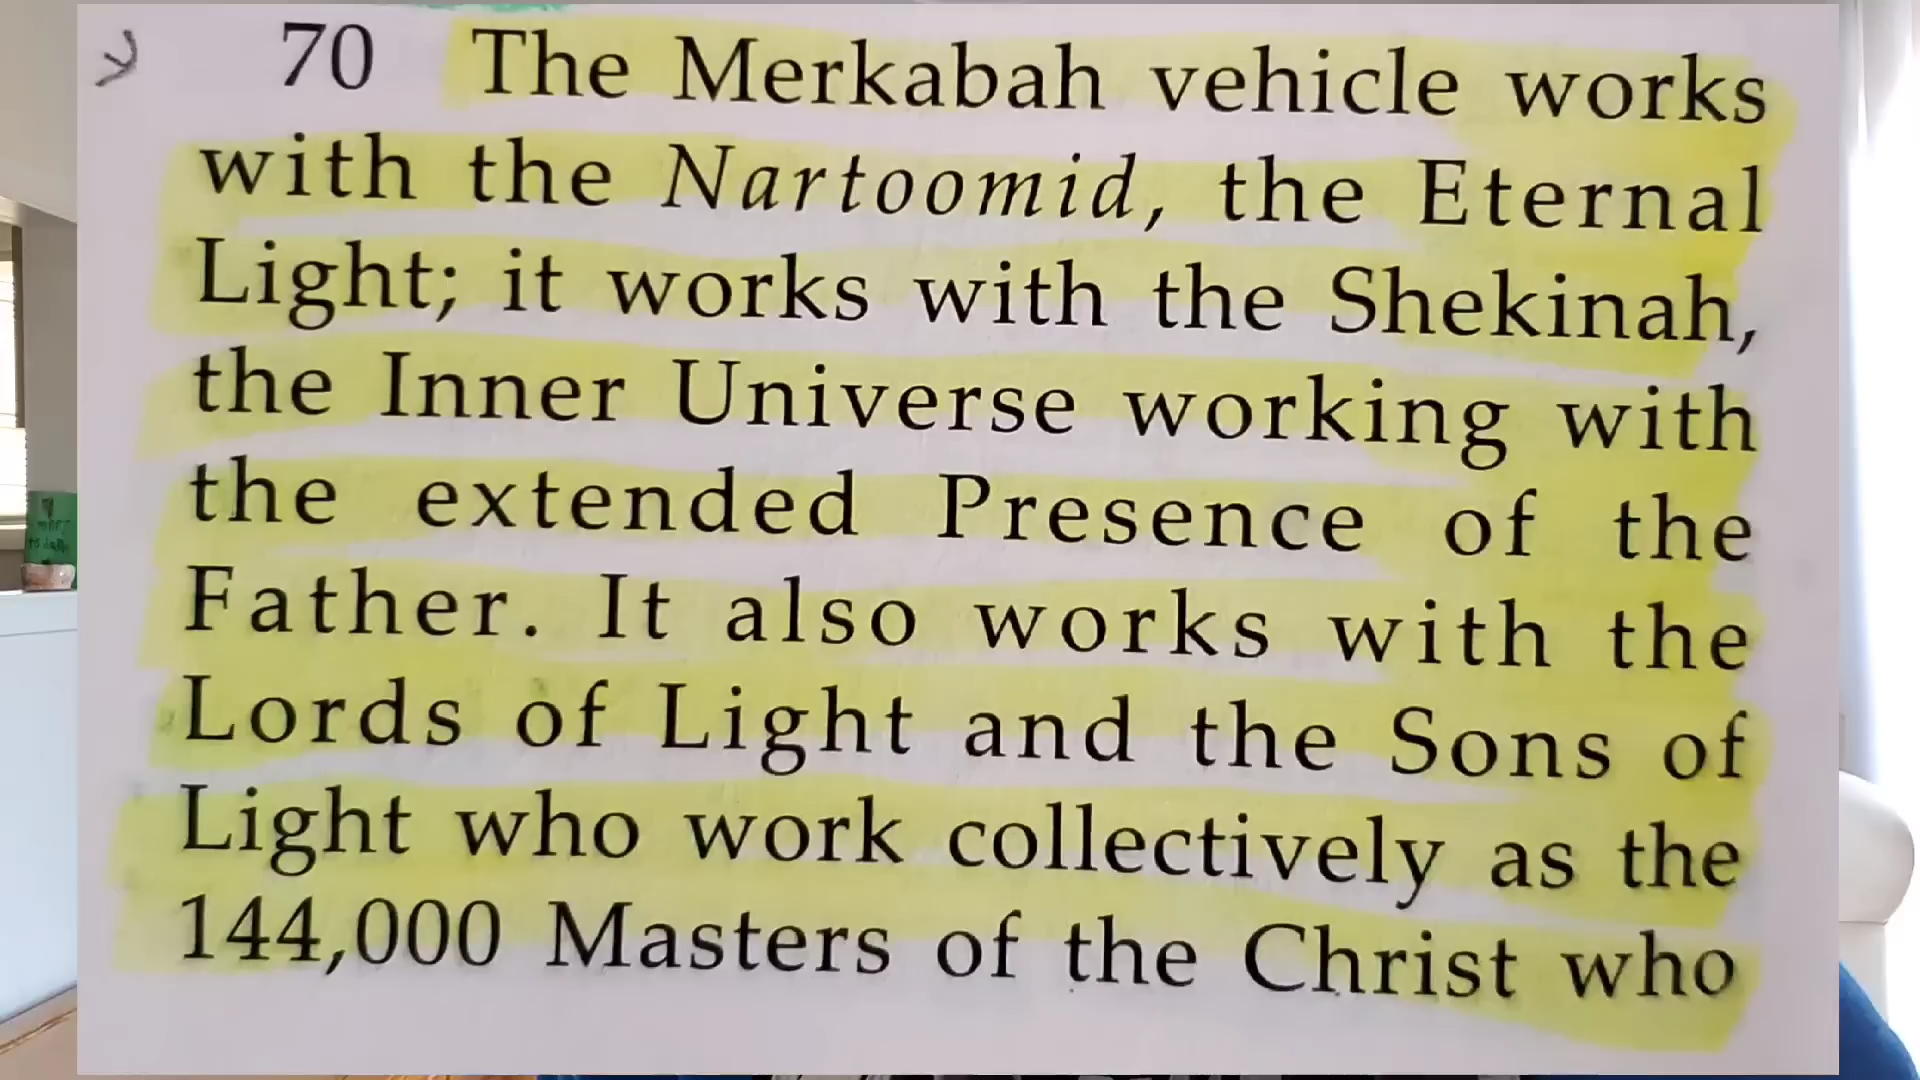 70 The Merkabah vehicle works
with the Nartoomid, the Eternal
Light; it works with the Shekinah,
the Inner Universe working with
the extended Presence of the
Father. It also works with the
Lords of Light and the Sons of
Light who work collectively as the
144,000 Masters of the Christ who